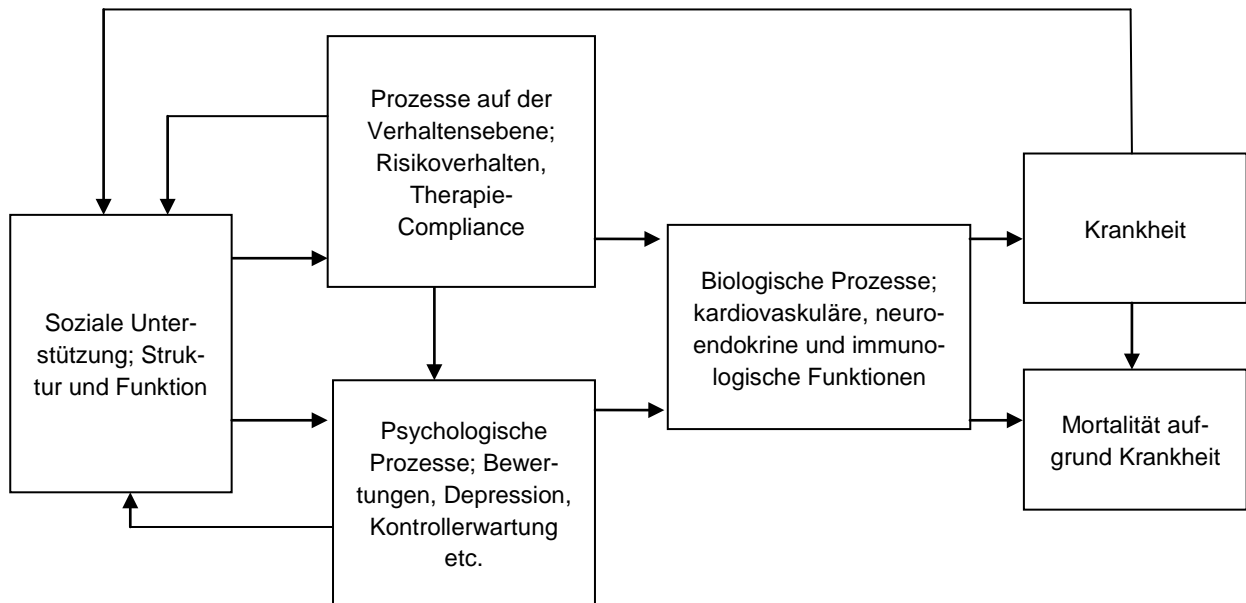 Prozesse auf der
Verhaltensebene;
Risikoverhalten,
Therapie-
Compliance
Krankheit
Soziale Unter-
stützung; Struk-
tur und Funktion
Biologische Prozesse;
kardiovaskuläre, neuro-
endokrine und immuno-
logische Funktionen
Psychologische
Prozesse; Bewer-
tungen, Depression,
Kontrollerwartung
etc.
Mortalität auf-
grund Krankheit